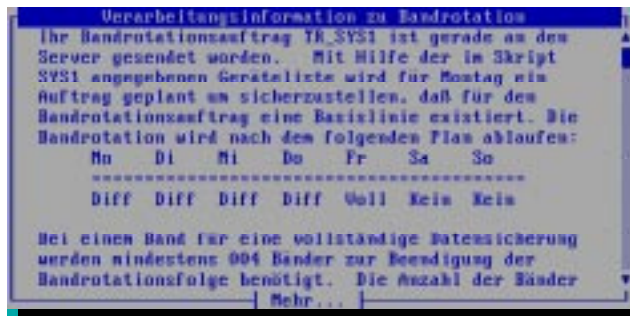 Verarbeitungsinformation zu Bandrotation
Ihr Bandrotationsauftrag TR_SYS1 ist gerade an den
Server gesendet worden. Mit Hilfe der im Skript
SYS1 angegebenen Geräteliste wird für Montag ein
Auftrag geplant um sicherzustellen, daß für den
Bandrotationsauftrag eine Basislinie existiert. Die
Bandrotation wird nach dem folgenden Plan ablaufen:
Mo Di Mi Do Fr Sa So
--------------------------------------------
Diff Diff Diff Diff Voll Kein Kein
Bei einem Band für eine vollständige Datensicherung
werden mindestens 004 Bänder zur Beendigung der
Bandrotationsfolge benötigt. Die Anzahl der Bänder
Mehr...